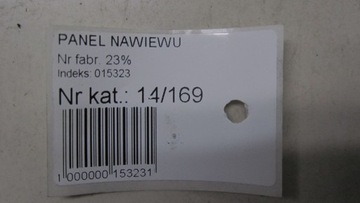 PANEL NAWIEWU
Nr fabr. 23%
Indeks: 015323
Nr kat.: 14/169
1 000000 153231